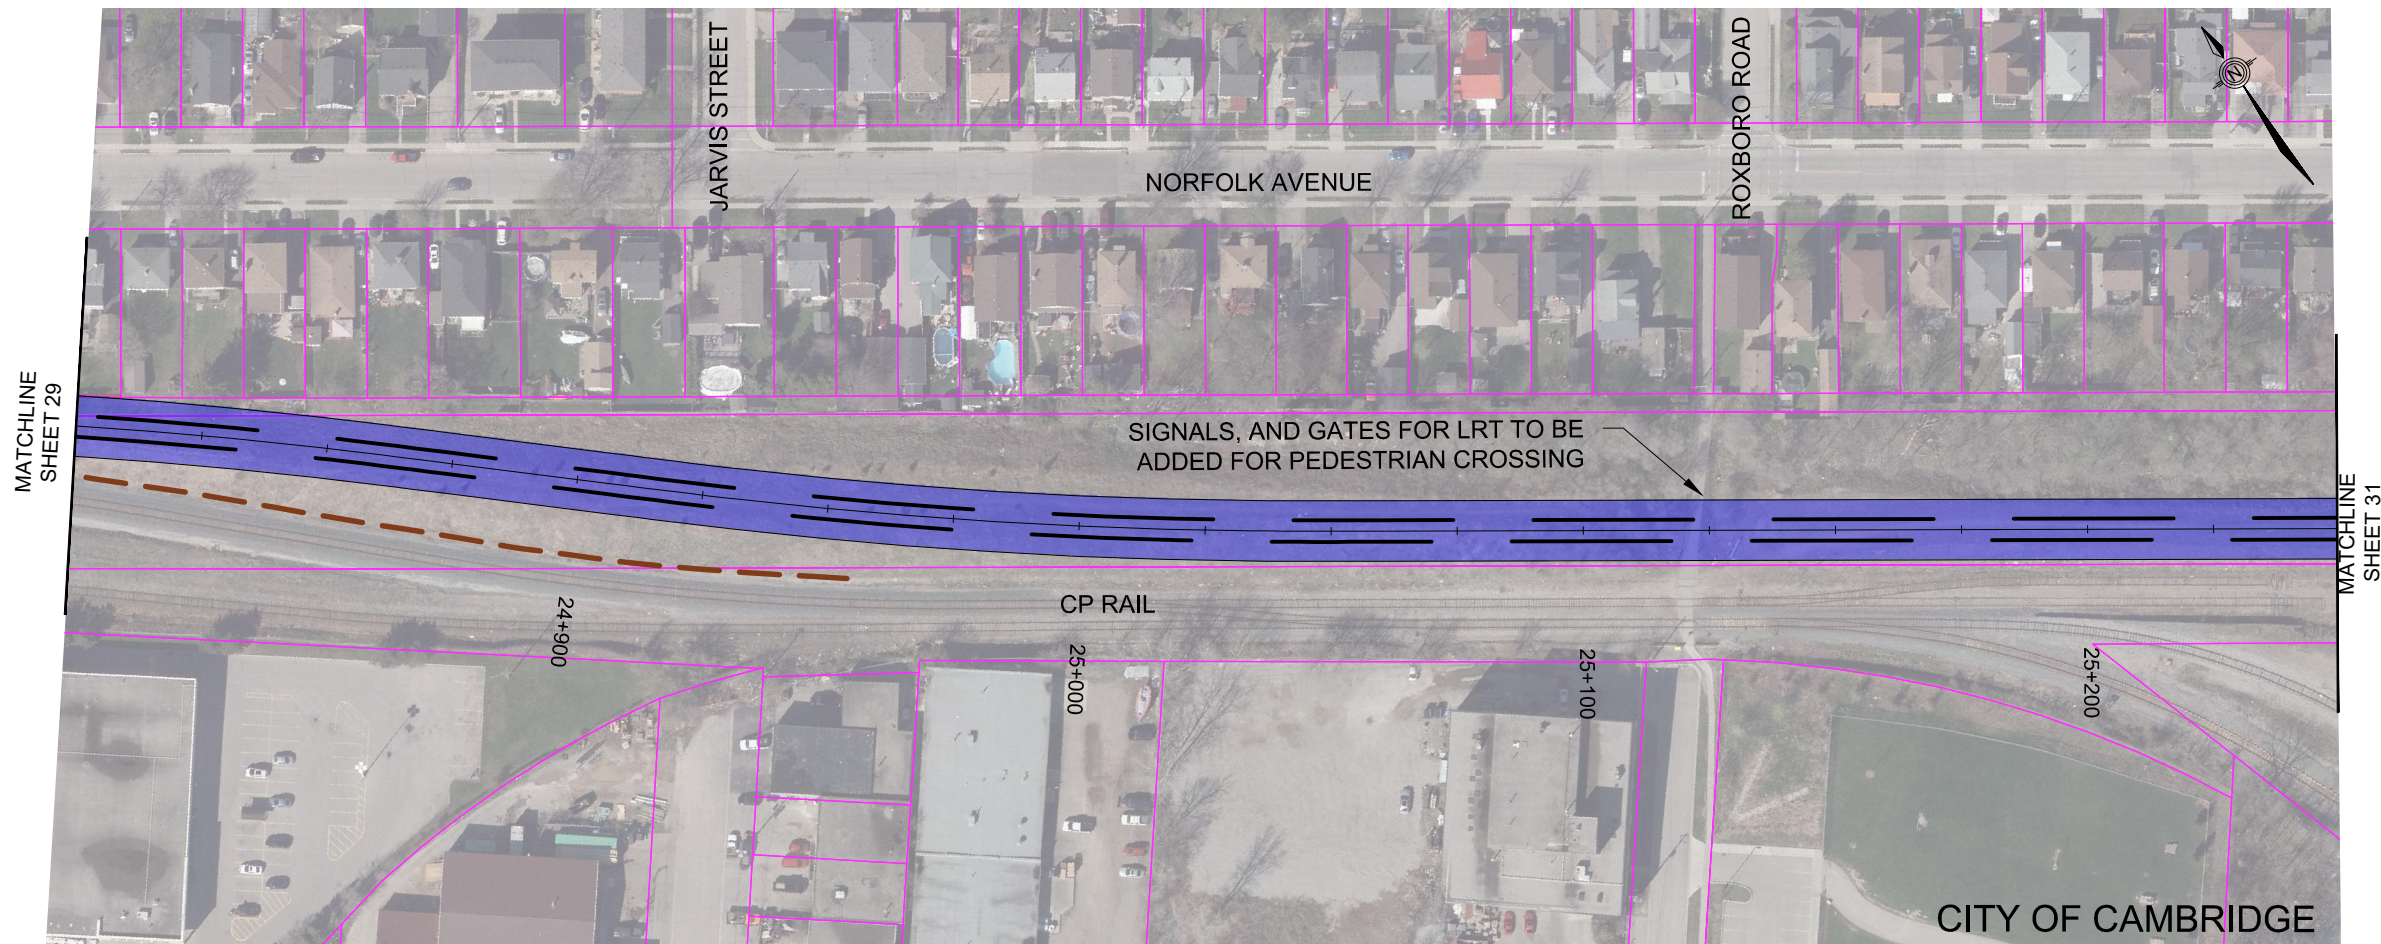 JARVIS STREET
ROXBORO ROAD
N
NORFOLK AVENUE
MATCHLINE
SHEET 29
SIGNALS, AND GATES FOR LRT TO BE
ADDED FOR PEDESTRIAN CROSSING
MATCHLINE
SHEET 31
CP RAIL
24+900
25+000
25+100
25+200
CITY OF CAMBRIDGE